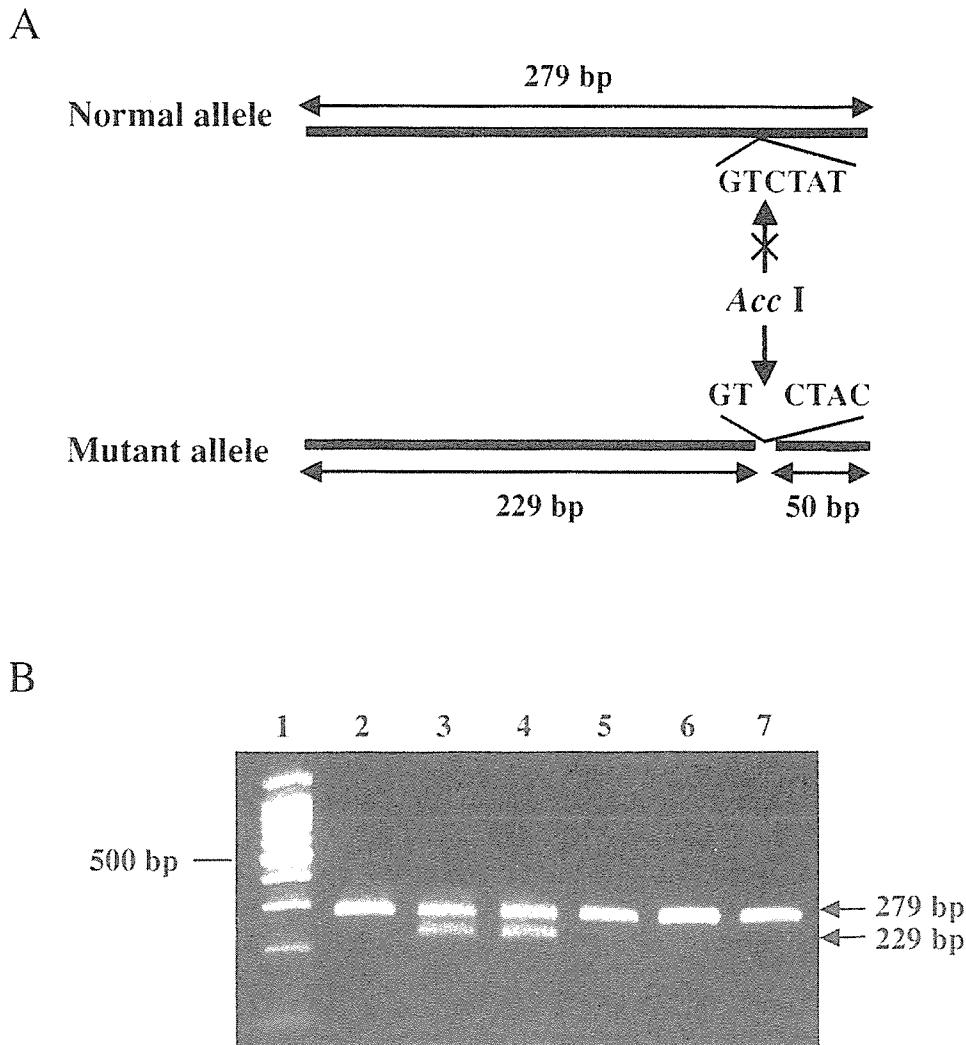 A
279 bp
Normal allele
GTCTAT
Acc I
GT CTAC
Mutant allele
229 bp 50 bp
B
1 2 3 4 5 6 7
500 bp
279 bp
229 bp